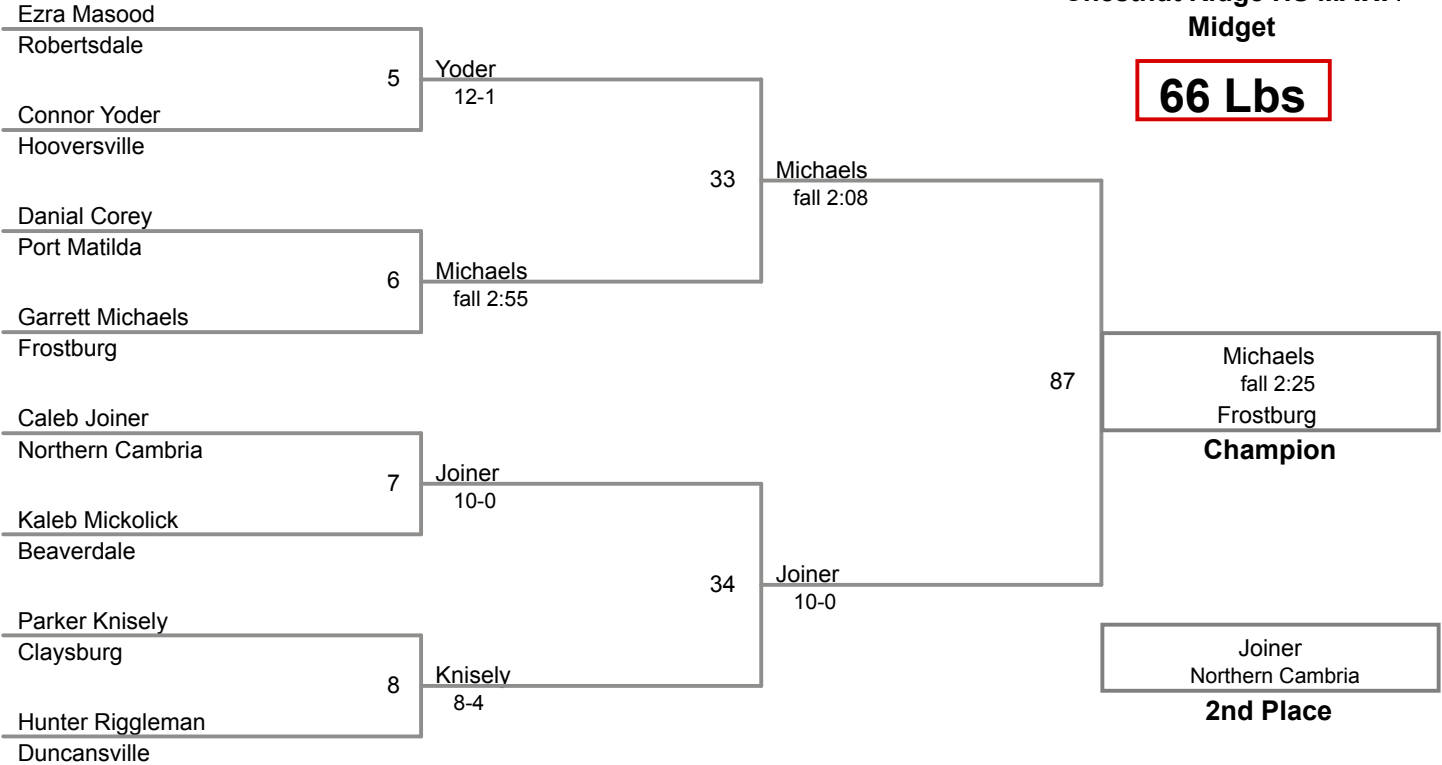 Midget
66 Lbs
Ezra Masood
Robertsdale
5
Yoder
12-1
Connor Yoder
Hooversville
33
Michaels
fall 2:08
Danial Corey
Port Matilda
6
Michaels
fall 2:55
Garrett Michaels
Frostburg
87
Michaels
fall 2:25
Frostburg
Champion
Caleb Joiner
Northern Cambria
7
Joiner
10-0
Kaleb Mickolick
Beaverdale
34
Joiner
10-0
Parker Knisely
Claysburg
8
Knisely
8-4
Hunter Riggleman
Duncansville
Joiner
Northern Cambria
2nd Place